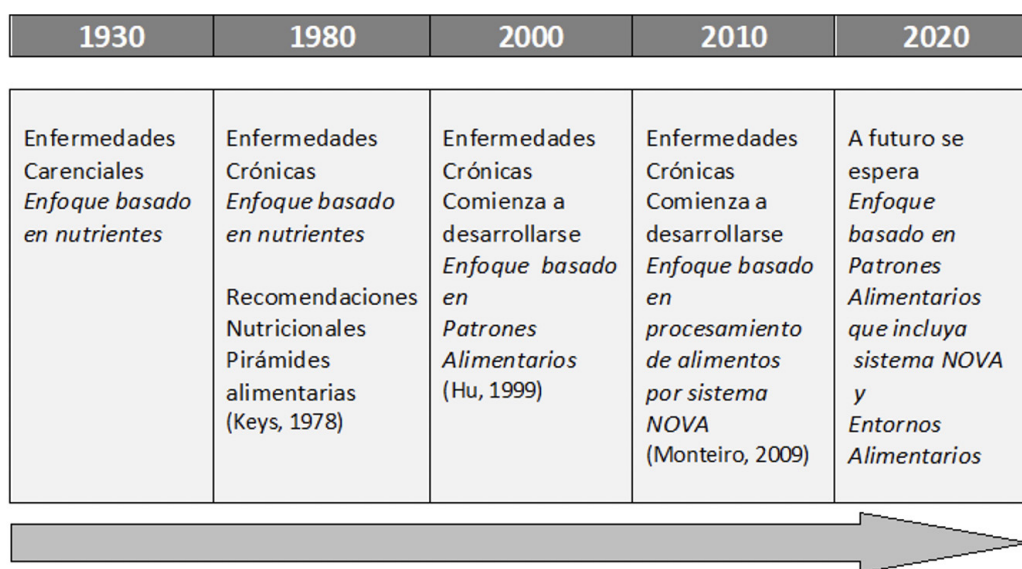 1930
1980
2000
2010
2020
Enfermedades
Carenciales
Enfoque basado
en nutrientes
Enfermedades
Crónicas
Enfoque basado
en nutrientes
Recomendaciones
Nutricionales
Pirámides
alimentarias
(Keys, 1978)
Enfermedades
Crónicas
Comienza a
desarrollarse
Enfoque basado
en
Patrones
Alimentarios
(Hu, 1999)
Enfermedades
Crónicas
Comienza a
desarrollarse
Enfoque basado
en
procesamiento
de alimentos
por sistema
NOVA
(Monteiro, 2009)
A futuro se
espera
Enfoque
basado en
Patrones
Alimentarios
que incluya
sistema NOVA
y
Entornos
Alimentarios